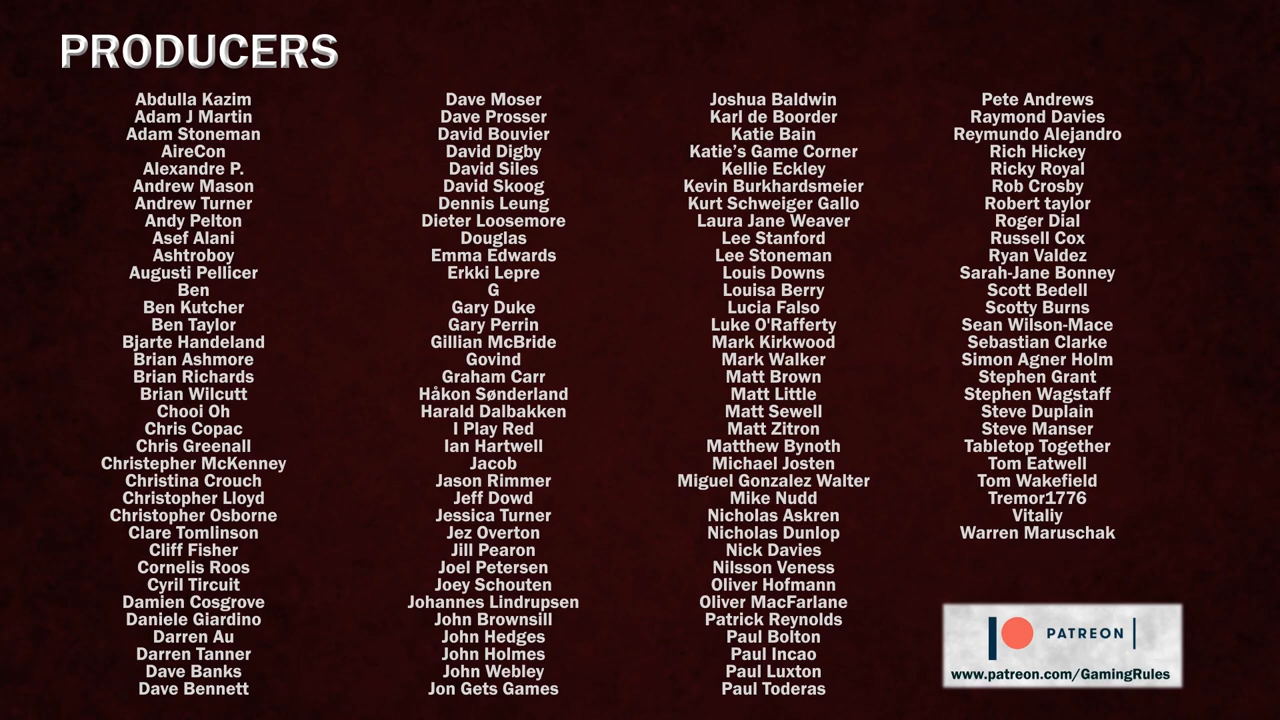 PRODUCERS
Abdulla Kazim
Adam J Martin
Adam Stoneman
AireCon
Alexandre P.
Andrew Mason
Andrew Turner
Andy Pelton
Asef Alani
Ashtroboy
Augusti Pellicer
Ben
Ben Kutcher
Ben Taylor
Bjarte Handeland
Brian Ashmore
Brian Richards
Brian Wilcutt
Chooi Oh
Chris Copac
Chris Greenall
Christepher McKenney
Christina Crouch
Christopher Lloyd
Christopher Osborne
Clare Tomlinson
Cliff Fisher
Cornelis Roos
Cyril Tircuit
Damien Cosgrove
Daniele Giardino
Darren Au
Darren Tanner
Dave Banks
Dave Bennett
Dave Moser
Dave Prosser
David Bouvier
David Digby
David Siles
David Skoog
Dennis Leung
Dieter Loosemore
Douglas
Emma Edwards
Erkki Lepre
G
Gary Duke
Gary Perrin
Gillian McBride
Govind
Graham Carr
Håkon Sønderland
Harald Dalbakken
I Play Red
Ian Hartwell
Jacob
Jason Rimmer
Jeff Dowd
Jessica Turner
Jez Overton
Jill Pearon
Joel Petersen
Joey Schouten
Johannes Lindrupsen
John Brownsill
John Hedges
John Holmes
John Webley
Jon Gets Games
Joshua Baldwin
Karl de Boorder
Katie Bain
Katie’s Game Corner
Kellie Eckley
Kevin Burkhardsmeier
Kurt Schweiger Gallo
Laura Jane Weaver
Lee Stanford
Lee Stoneman
Louis Downs
Louisa Berry
Lucia Falso
Luke O'Rafferty
Mark Kirkwood
Mark Walker
Matt Brown
Matt Little
Matt Sewell
Matt Zitron
Matthew Bynoth
Michael Josten
Miguel Gonzalez Walter
Mike Nudd
Nicholas Askren
Nicholas Dunlop
Nick Davies
Nilsson Veness
Oliver Hofmann
Oliver MacFarlane
Patrick Reynolds
Paul Bolton
Paul Incao
Paul Luxton
Paul Toderas
Pete Andrews
Raymond Davies
Reymundo Alejandro
Rich Hickey
Ricky Royal
Rob Crosby
Robert taylor
Roger Dial
Russell Cox
Ryan Valdez
Sarah-Jane Bonney
Scott Bedell
Scotty Burns
Sean Wilson-Mace
Sebastian Clarke
Simon Agner Holm
Stephen Grant
Stephen Wagstaff
Steve Duplain
Steve Manser
Tabletop Together
Tom Eatwell
Tom Wakefield
Tremor1776
Vitaliy
Warren Maruschak
PATREON
www.patreon.com/GamingRules